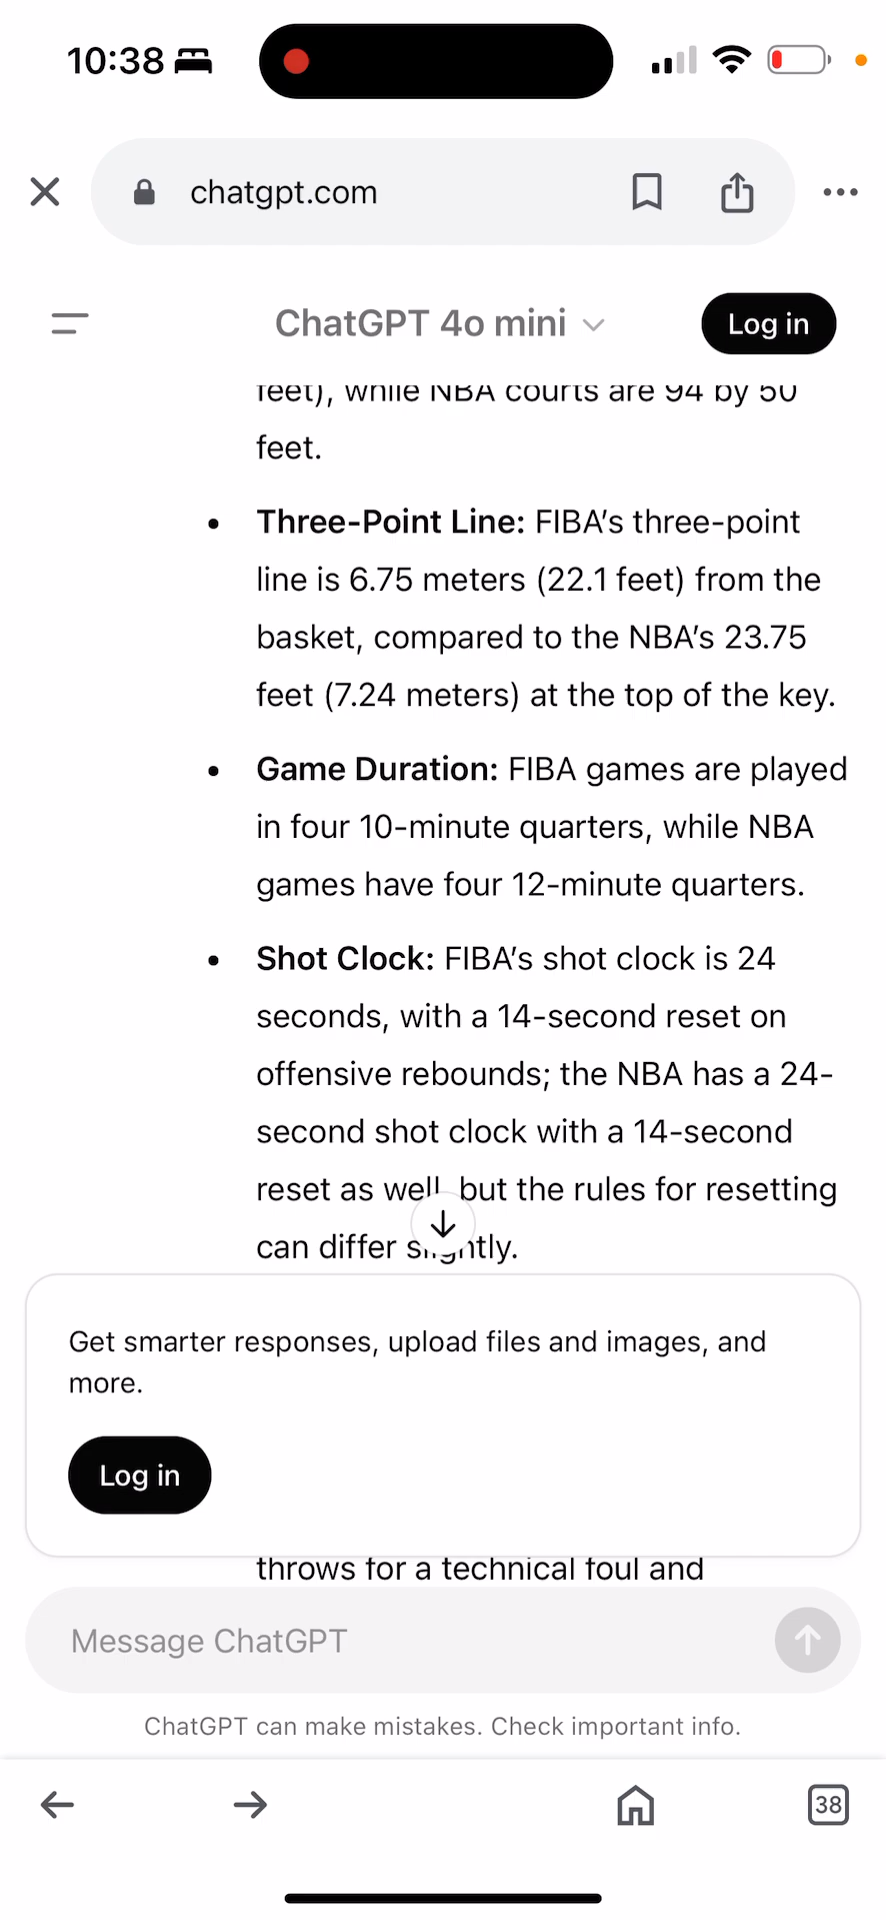 10:38
chatgpt.com
ChatGPT 4o mini
Log in
feet), while NBA courts are 94 by 50
feet.
• Three-Point Line: FIBA's three-point
line is 6.75 meters (22.1 feet) from the
basket, compared to the NBA's 23.75
feet (7.24 meters) at the top of the key.
• Game Duration: FIBA games are played
in four 10-minute quarters, while NBA
games have four 12-minute quarters.
• Shot Clock: FIBA's shot clock is 24
seconds, with a 14-second reset on
offensive rebounds; the NBA has a 24-
second shot clock with a 14-second
reset as well, but the rules for resetting
can differ slightly.
Get smarter responses, upload files and images, and
more.
Log in
throws for a technical foul and
Message ChatGPT
ChatGPT can make mistakes. Check important info.
38